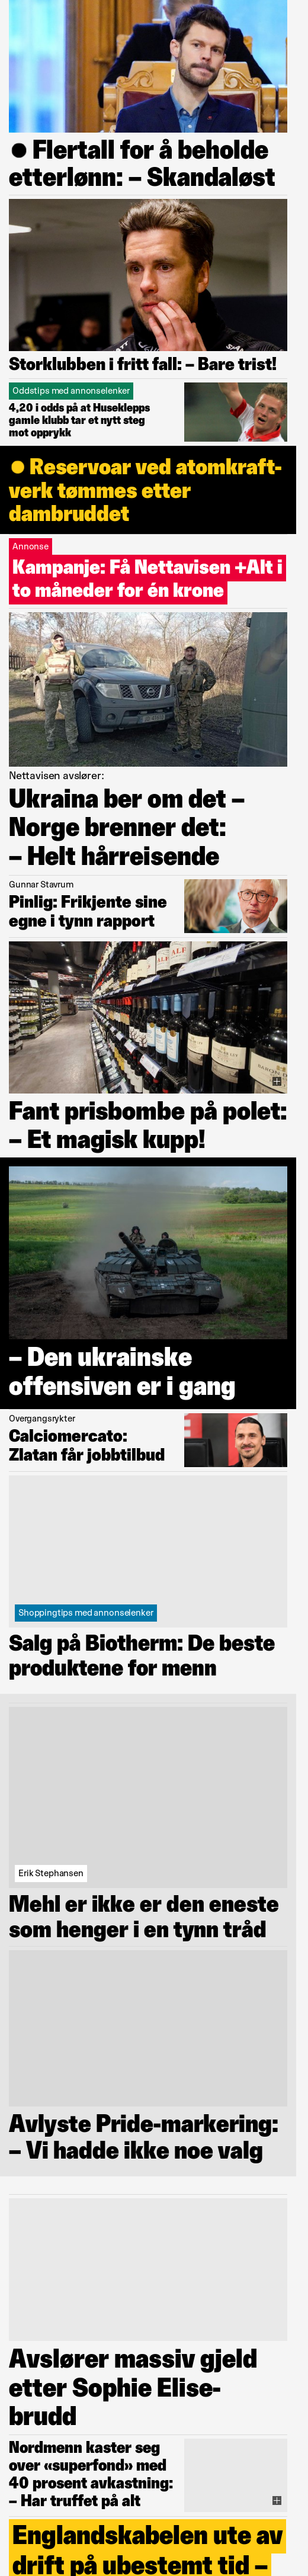 ● Flertall for å beholde
etterlønn: – Skandaløst
Storklubben i fritt fall: – Bare trist!
Oddstips med annonselenker
4,20 i odds på at Huseklepps
gamle klubb tar et nytt steg
mot opprykk
● Reservoar ved atomkraft-
verk tømmes etter
dambruddet
Annonse
Kampanje: Få Nettavisen +Alt i
to måneder for én krone
Nettavisen avslører:
Ukraina ber om det –
Norge brenner det:
– Helt hårreisende
Gunnar Stavrum
Pinlig: Frikjente sine
egne i tynn rapport
Fant prisbombe på polet:
– Et magisk kupp!
– Den ukrainske
offensiven er i gang
Overgangsrykter
Calciomercato:
Zlatan får jobbtilbud
Shoppingtips med annonselenker
Salg på Biotherm: De beste
produktene for menn
Erik Stephansen
Mehl er ikke er den eneste
som henger i en tynn tråd
Avlyste Pride-markering:
– Vi hadde ikke noe valg
Avslører massiv gjeld
etter Sophie Elise-
brudd
Nordmenn kaster seg
over «superfond» med
40 prosent avkastning:
– Har truffet på alt
Englandskabelen ute av
drift på ubestemt tid –